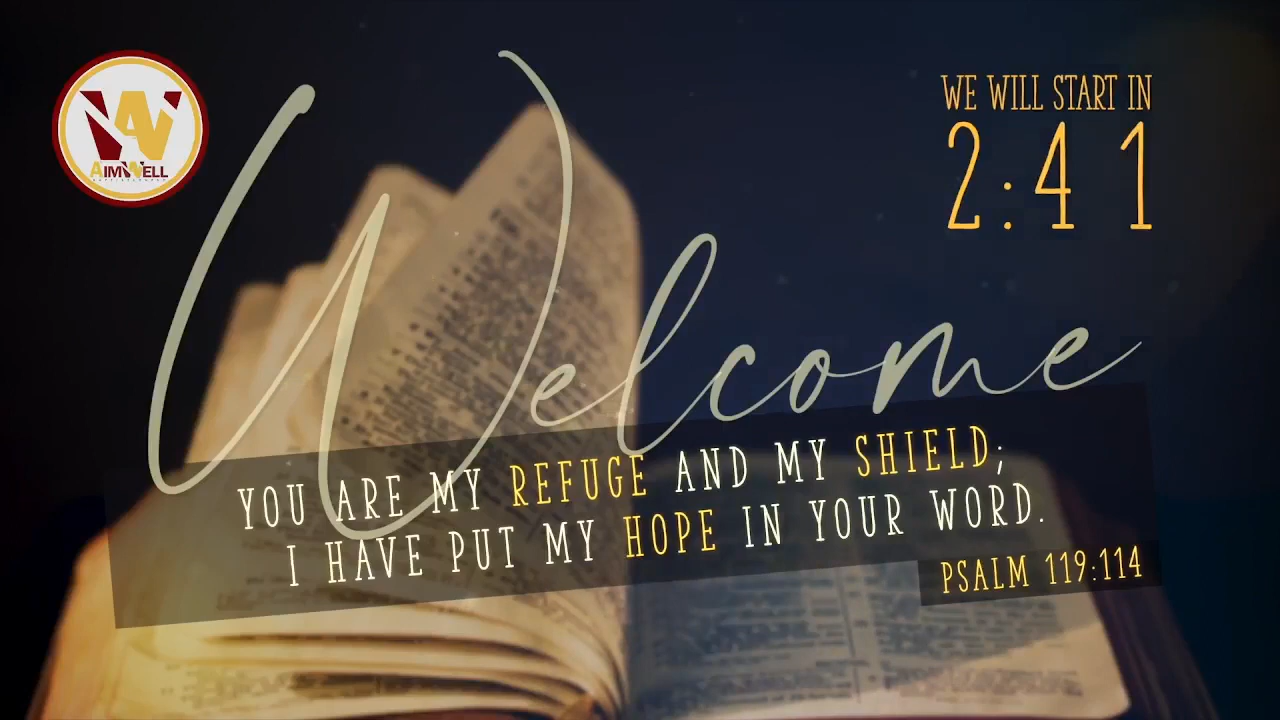 AIMWELL
WE WILL START IN
2:41
Welcome
YOU ARE MY REFUGE AND MY SHIELD;
I HAVE PUT MY HOPE IN YOUR WORD.
PSALM 119:114